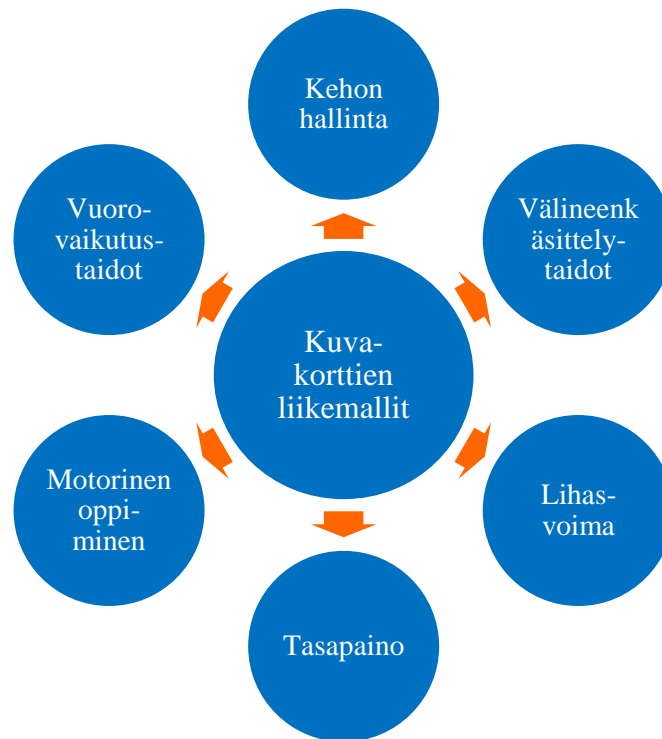 Kehon
hallinta
Vuoro-
vaikutus-
taidot
Välineenk
äsittely-
taidot
Kuva-
korttien
liikemallit
Motorinen
oppi-
minen
Lihas-
voima
Tasapaino